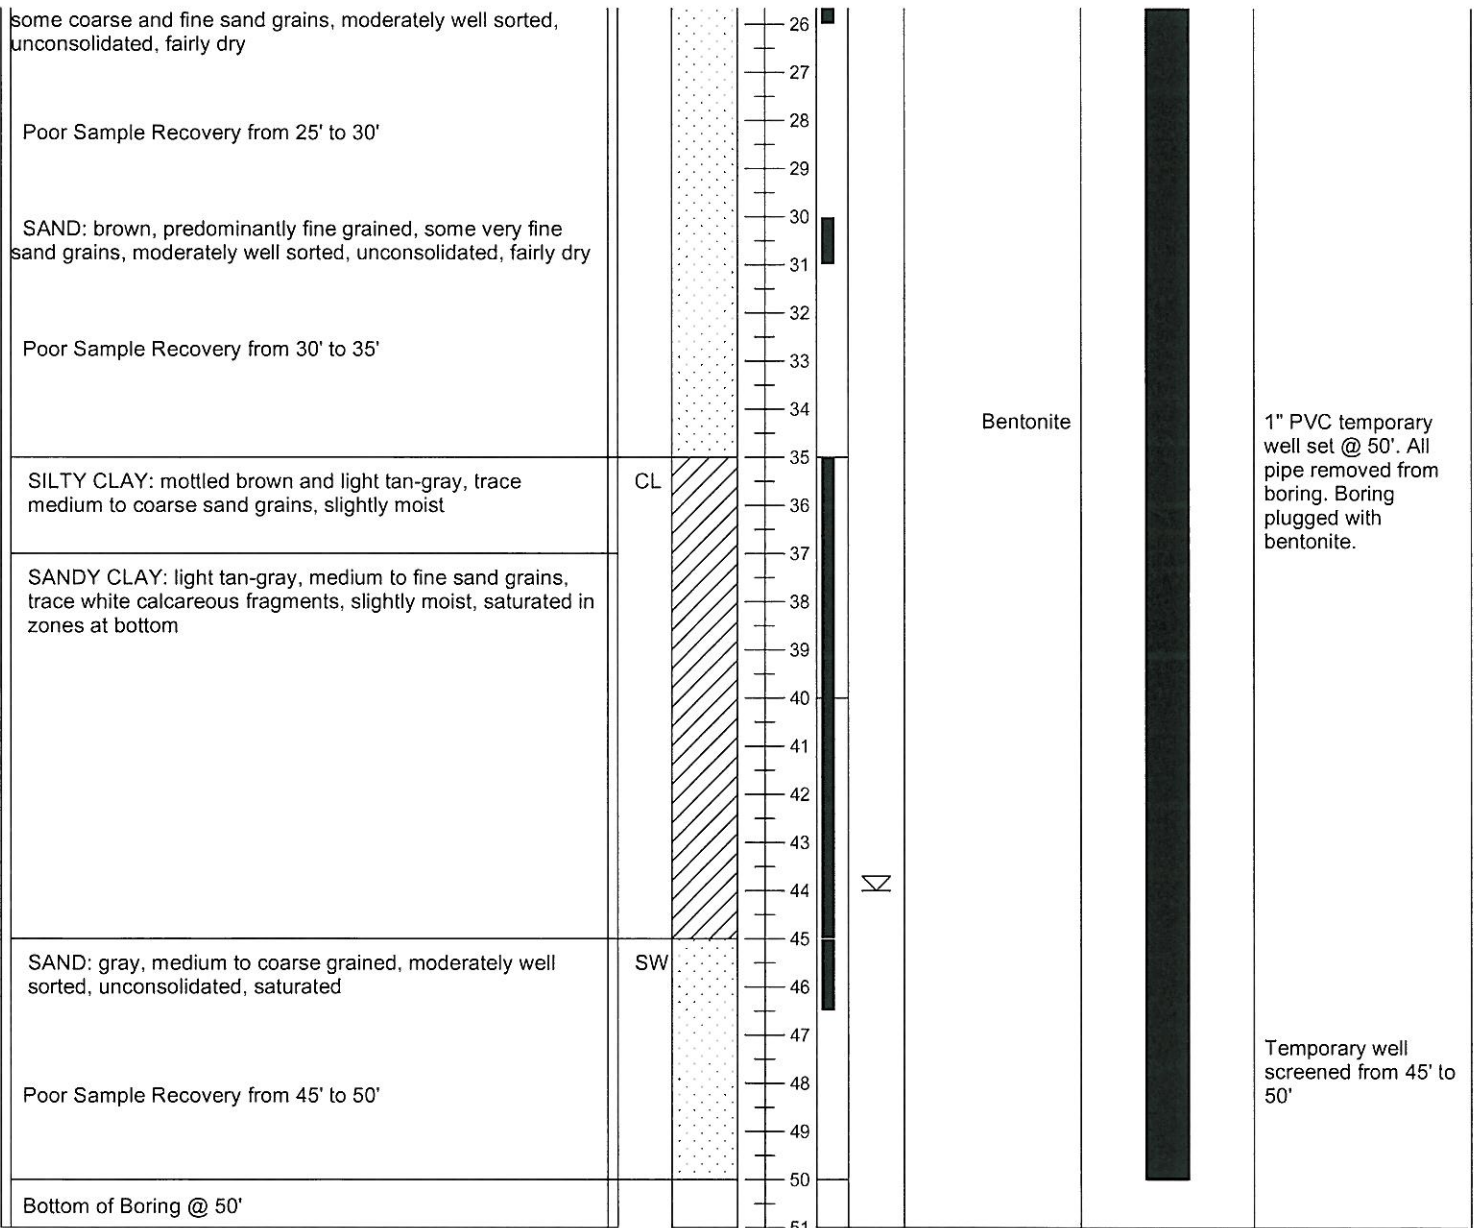 some coarse and fine sand grains, moderately well sorted,
unconsolidated, fairly dry
Poor Sample Recovery from 25' to 30'
SAND: brown, predominantly fine grained, some very fine
sand grains, moderately well sorted, unconsolidated, fairly dry
Poor Sample Recovery from 30' to 35'
SILTY CLAY: mottled brown and light tan-gray, trace
medium to coarse sand grains, slightly moist
CL
SANDY CLAY: light tan-gray, medium to fine sand grains,
trace white calcareous fragments, slightly moist, saturated in
zones at bottom
SAND: gray, medium to coarse grained, moderately well
sorted, unconsolidated, saturated
SW
Poor Sample Recovery from 45' to 50'
Bottom of Boring @ 50'
26
27
28
29
30
31
32
33
34
35
36
37
38
39
40
41
42
43
44
45
46
47
48
49
50
51
Bentonite
1" PVC temporary
well set @ 50'. All
pipe removed from
boring. Boring
plugged with
bentonite.
Temporary well
screened from 45' to
50'